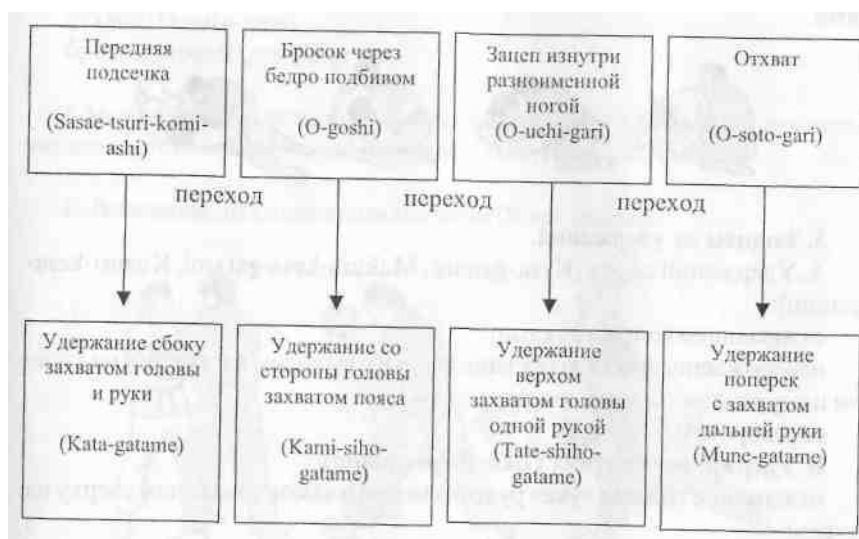 Передняя
подсечка
(Sasae-tsuri-komi-
ashi)
Бросок через
бедро подбивом
(O-goshi)
Зацеп изнутри
разноименной
ногой
(O-uchi-gari)
Отхват
(O-soto-gari)
переход
переход
переход
Удержание сбоку
захватом головы
и руки
(Kata-gatame)
Удержание со
стороны головы
захватом пояса
(Kami-siho-
gatame)
Удержание
верхом
захватом головы
одной рукой
(Tate-shiho-
gatame)
Удержание
поперек
с захватом
дальней руки
(Mune-gatame)